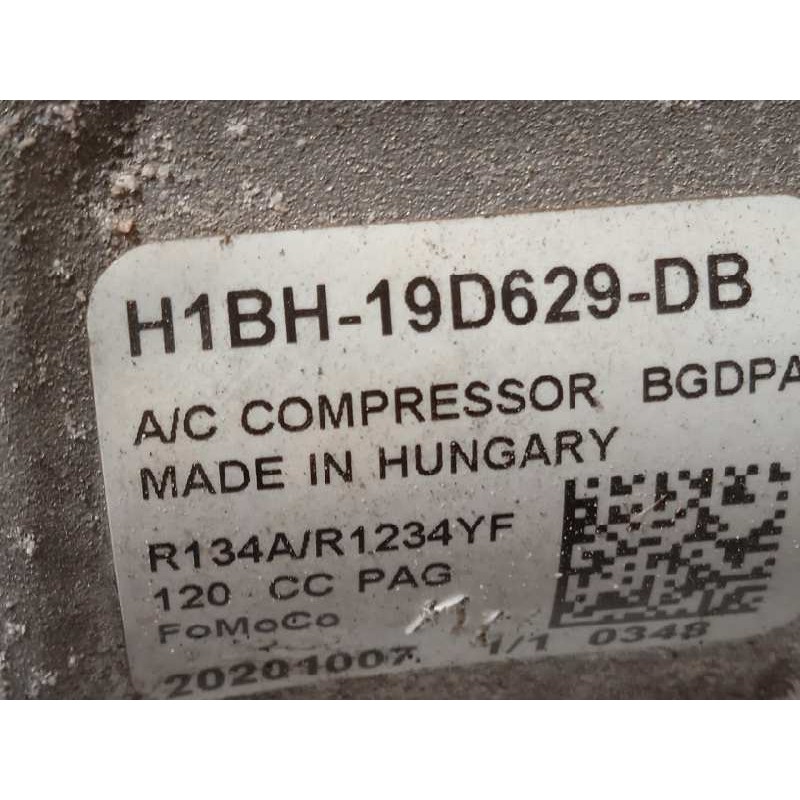 H1BH-19D629-DB
A/C COMPRESSOR BGDPA
MADE IN HUNGARY
R134A/R1234YF
120 CC PAG
FoMoCo
20201007 1/1 0348